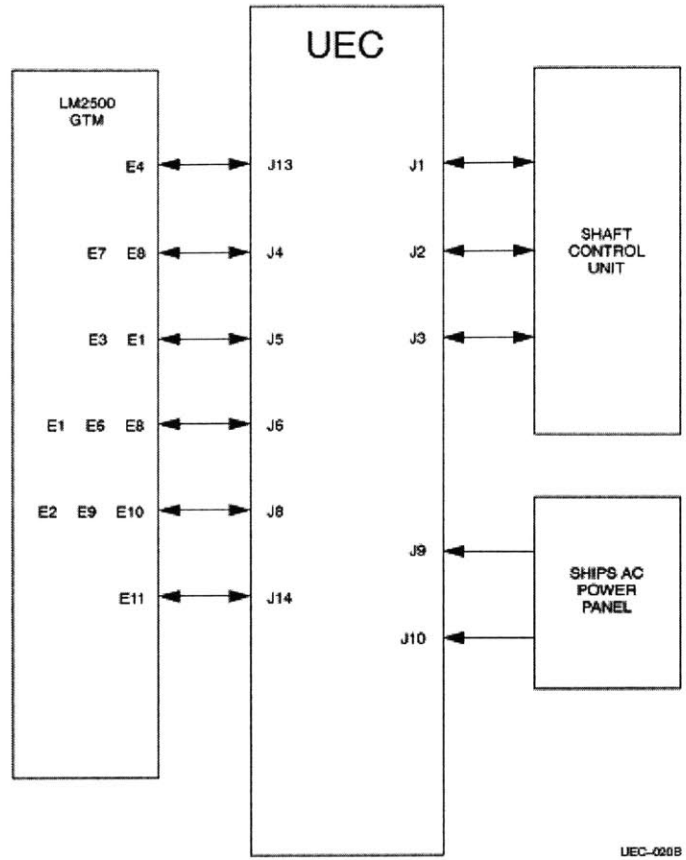 UEC
LM2500
GTM
E4 J13 J1
E7 E8 J4 J2
SHAFT
CONTROL
UNIT
E3 E1 J5 J3
E1 E6 E8 J6
E2 E9 E10 J8
J9
SHIPS AC
POWER
PANEL
E11 J14
J10
UEC-020B